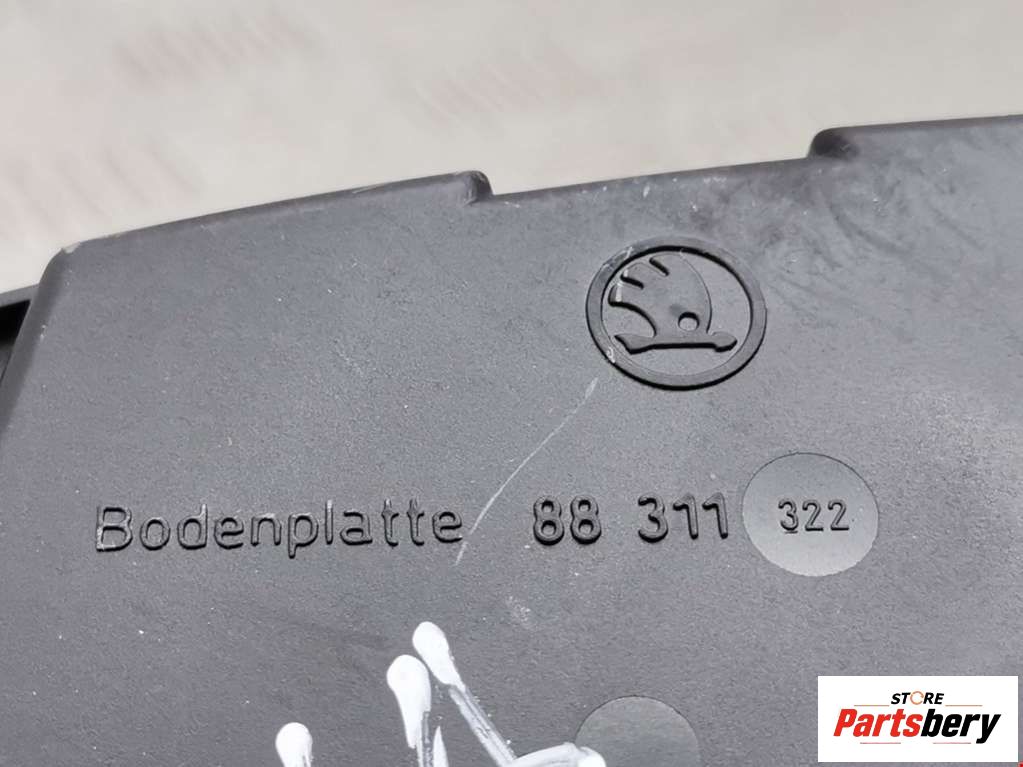 Bodenplatte 88 311 322
STORE
Partsbery